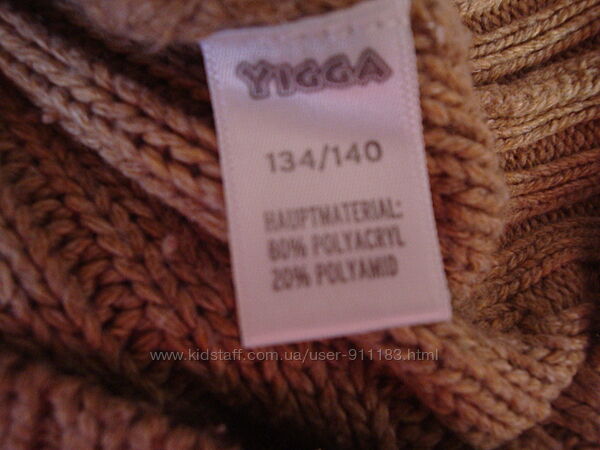 YIGGA
134/140
HAUPTMATERIAL:
80% POLYACRYL
20% POLYAMID
www.kidstaff.com.ua/user-911183.html